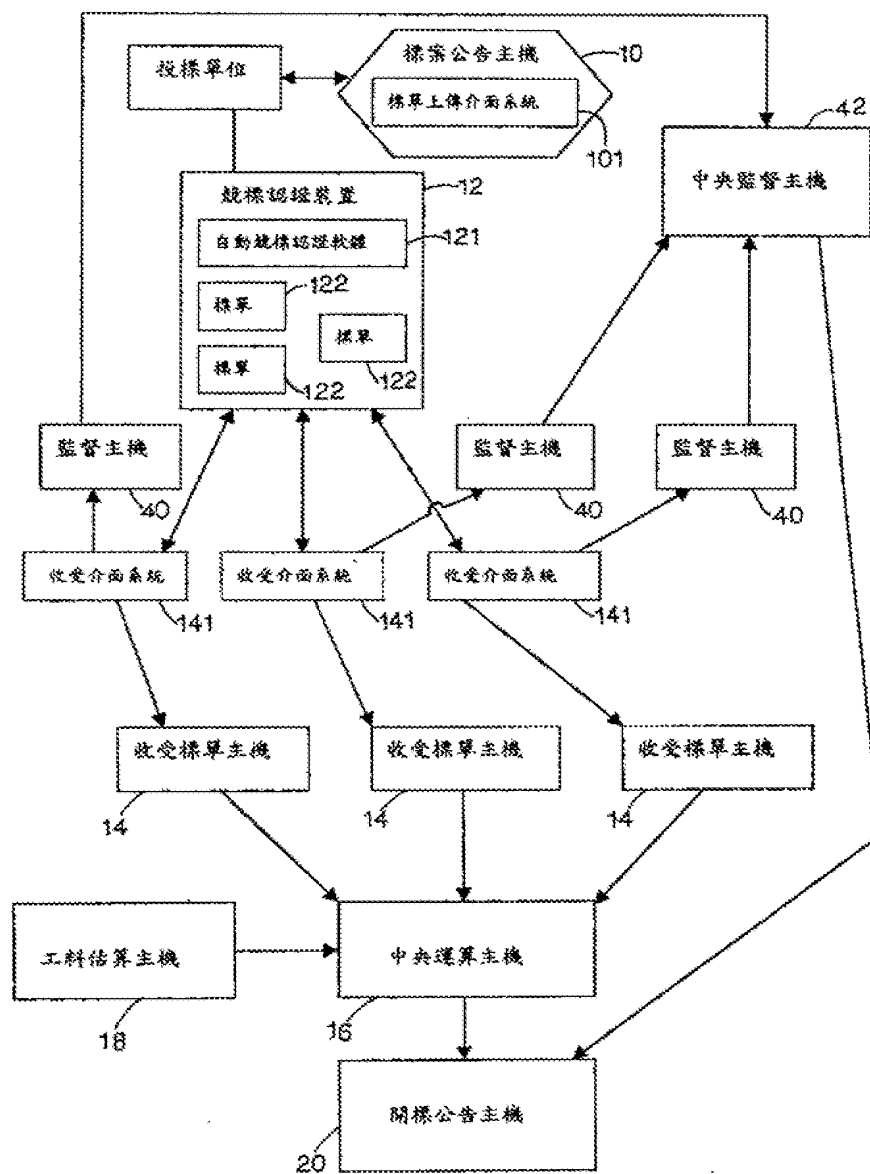 標案公告主機
10
投標單位
標單上傳介面系統
101
42
中央監督主機
12
競標認證裝置
自動競標認證軟體
121
122
標單
標單
標單
122
122
監督主機
監督主機
監督主機
40
40
40
收受介面系統
收受介面系統
收受介面系統
141
141
141
收受標單主機
收受標單主機
收受標單主機
14
14
14
工料估算主機
中央運算主機
18
16
開標公告主機
20